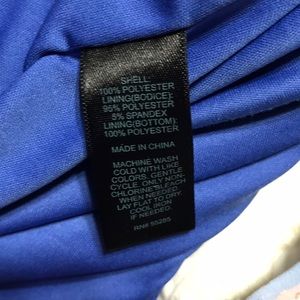 SHELL:
100% POLYESTER
LINING(BODICE):
95% POLYESTER
5% SPANDEX
LINING(BOTTOM):
100% POLYESTER
MADE IN CHINA
MACHINE WASH
COLD WITH LIKE
COLORS, GENTLE
CYCLE. ONLY NON-
CHLORINE BLEACH
LAY FLAT TO DRY
COOL IRON
IF NEEDED.
RN# 55285